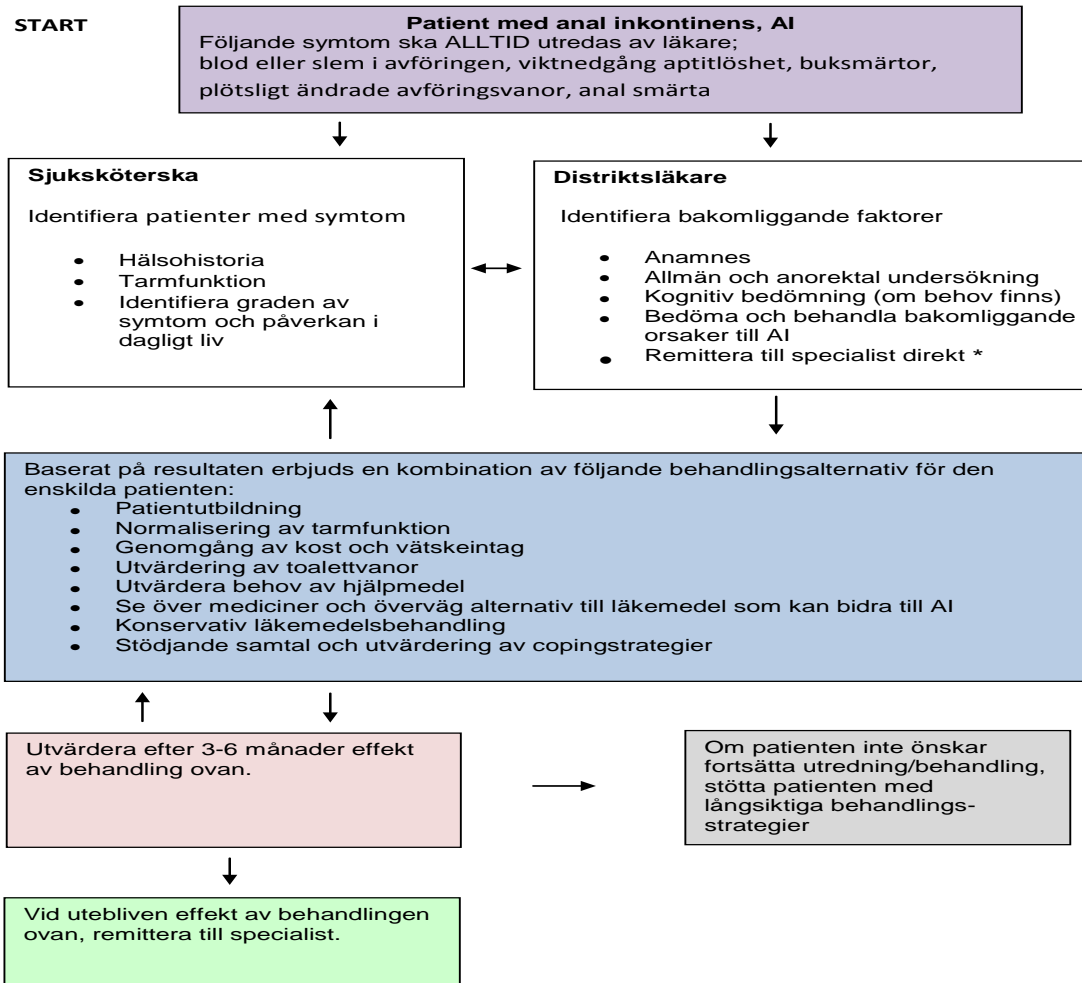 START
Patient med anal inkontinens, AI
Följande symtom ska ALLTID utredas av läkare;
blod eller slem i avföringen, viktnedgång aptitlöshet, buksmärtor,
plötsligt ändrade avföringsvanor, anal smärta
Sjuksköterska
Identifiera patienter med symtom
• Hälsohistoria
• Tarmfunktion
• Identifiera graden av
symtom och påverkan i
dagligt liv
Distriktsläkare
Identifiera bakomliggande faktorer
• Anamnes
• Allmän och anorektal undersökning
• Kognitiv bedömning (om behov finns)
• Bedöma och behandla bakomliggande
orsaker till AI
• Remittera till specialist direkt *
Baserat på resultaten erbjuds en kombination av följande behandlingsalternativ för den
enskilda patienten:
• Patientutbildning
• Normalisering av tarmfunktion
• Genomgång av kost och vätskeintag
• Utvärdering av toalettvanor
• Utvärdera behov av hjälpmedel
• Se över mediciner och överväg alternativ till läkemedel som kan bidra till AI
• Konservativ läkemedelsbehandling
• Stödjande samtal och utvärdering av copingstrategier
Utvärdera efter 3-6 månader effekt
av behandling ovan.
Om patienten inte önskar
fortsätta utredning/behandling,
stötta patienten med
långsiktiga behandlings-
strategier
Vid utebliven effekt av behandlingen
ovan, remittera till specialist.